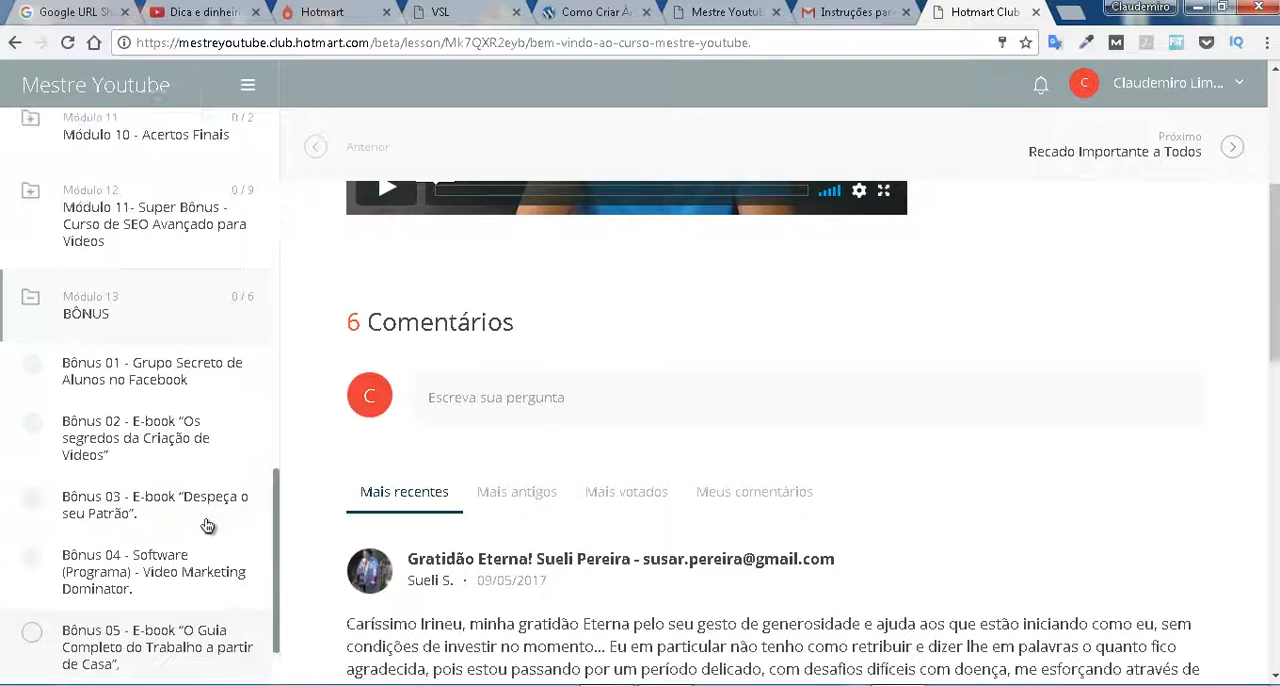 Google URL Sh
Dica e dinheir
Hotmart
VSL
Como Criar A
Mestre Youtub
Instruções par
Hotmart Club
Claudemiro
https://mestreyoutube.club.hotmart.com/beta/lesson/Mk7QXR2eyb/bem-vindo-ao-curso-mestre-youtube.
Mestre Youtube
C
Claudemiro Lim...
Módulo 11
0 / 2
Módulo 10 - Acertos Finais
Módulo 12
0 / 9
Módulo 11- Super Bônus -
Curso de SEO Avançado para
Videos
Módulo 13
0 / 6
BÔNUS
Bônus 01 - Grupo Secreto de
Alunos no Facebook
Bônus 02 - E-book “Os
segredos da Criação de
Videos”
Bônus 03 - E-book “Despeça o
seu Patrão”.
Bônus 04 - Software
(Programa) - Video Marketing
Dominator.
Bônus 05 - E-book “O Guia
Completo do Trabalho a partir
de Casa”,
Anterior
Próximo
Recado Importante a Todos
6 Comentários
C
Escreva sua pergunta
Mais recentes
Mais antigos
Mais votados
Meus comentários
Gratidão Eterna! Sueli Pereira - susar.pereira@gmail.com
Sueli S. · 09/05/2017
Caríssimo Irineu, minha gratidão Eterna pelo seu gesto de generosidade e ajuda aos que estão iniciando como eu, sem
condições de investir no momento... Eu em particular não tenho como retribuir e dizer lhe em palavras o quanto fico
agradecida, pois estou passando por um período delicado, com desafios difíceis com doença, me esforçando através de